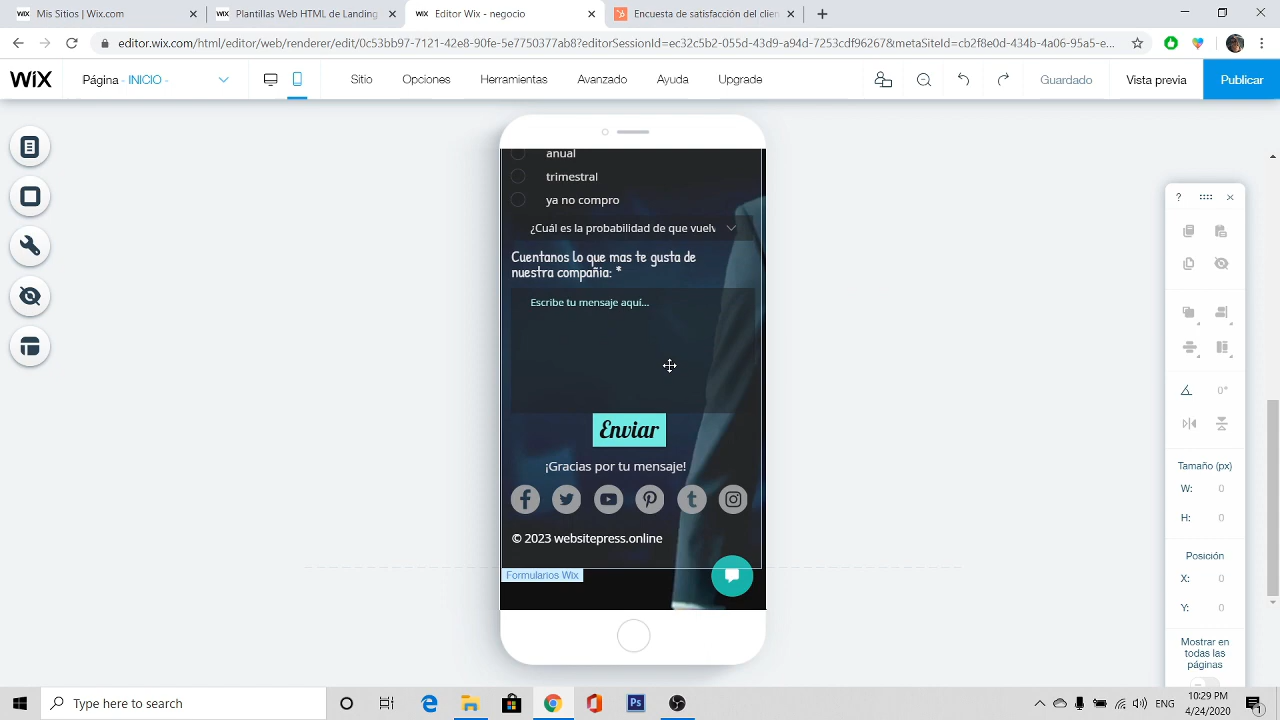 Mis Sitios | Wix.com
Plantillas Web HTML de Landing
Editor Wix - negocio
Encuesta de satisfacción del clien
editor.wix.com/html/editor/web/renderer/edit/0c53bb97-7121-42e8-90fe-5e775037yab8?editorSessionId=ec32c5b2-055d-43d9-a94d-7253cdf96267&metaSiteId=cb2f8e0d-434b-4a06-95a5-e...
WiX
Página - INICIO -
Sitio
Opciones
Herramientas
Avanzado
Ayuda
Upgrade
Guardado
Vista previa
Publicar
anual
trimestral
ya no compro
¿Cuál es la probabilidad de que vuelv
Cuentanos lo que mas te gusta de
nuestra compañia: *
Escribe tu mensaje aquí...
Enviar
¡Gracias por tu mensaje!
© 2023 websitepress.online
Formularios Wix
?
0°
Tamaño (px)
W: 0
H: 0
Posición
X: 0
Y: 0
Mostrar en
todas las
páginas
Type here to search
Ps
ENG
10:29 PM
4/24/2020